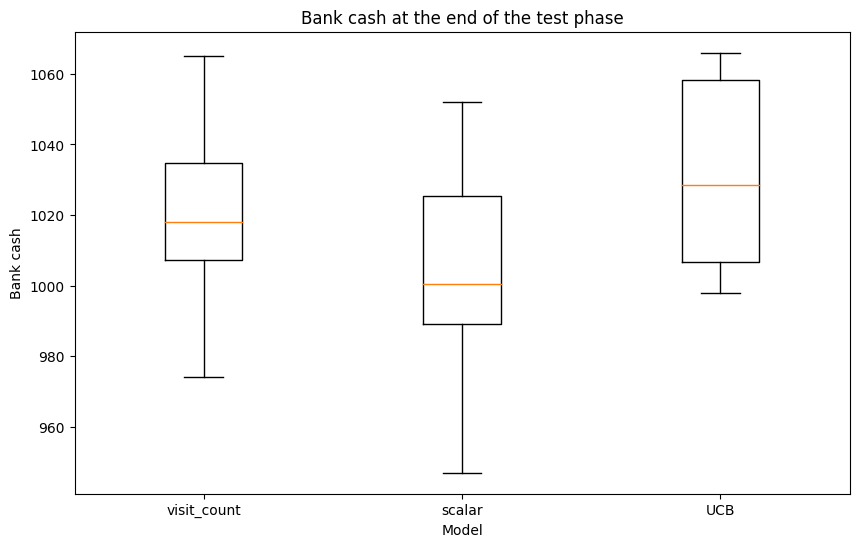 Bank cash at the end of the test phase
1060
1040
1020
1000
980
960
Bank cash
visit_count
scalar
UCB
Model